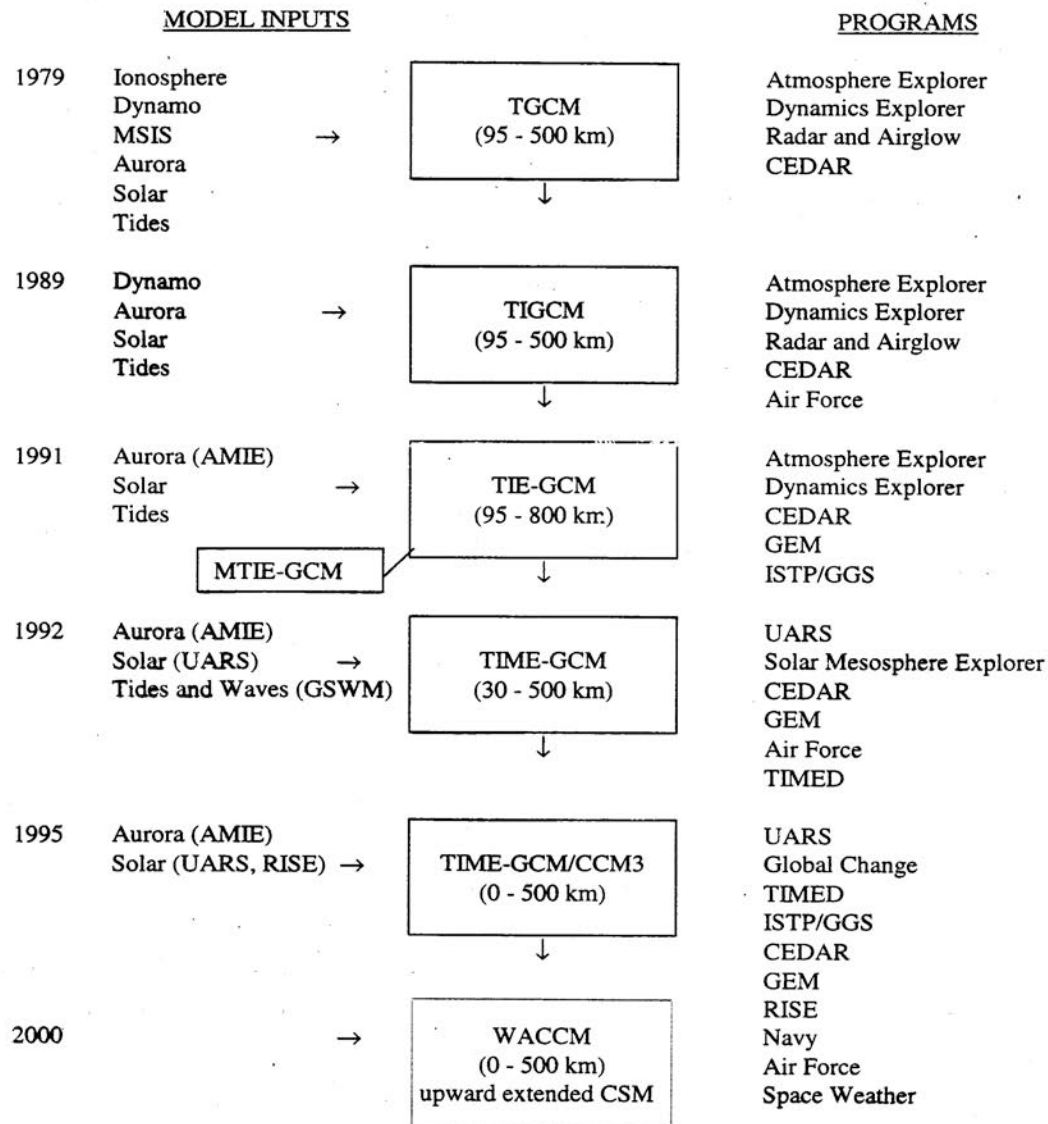 MODEL INPUTS
PROGRAMS
1979
Ionosphere
Dynamo
MSIS →
Aurora
Solar
Tides
TGCM
(95 - 500 km)
↓
Atmosphere Explorer
Dynamics Explorer
Radar and Airglow
CEDAR
1989
Dynamo
Aurora →
Solar
Tides
TIGCM
(95 - 500 km)
↓
Atmosphere Explorer
Dynamics Explorer
Radar and Airglow
CEDAR
Air Force
1991
Aurora (AMIE)
Solar →
Tides
TIE-GCM
(95 - 800 km)
↓
MTIE-GCM
Atmosphere Explorer
Dynamics Explorer
CEDAR
GEM
ISTP/GGS
1992
Aurora (AMIE)
Solar (UARS) →
Tides and Waves (GSWM)
TIME-GCM
(30 - 500 km)
↓
UARS
Solar Mesosphere Explorer
CEDAR
GEM
Air Force
TIMED
1995
Aurora (AMIE)
Solar (UARS, RISE) →
TIME-GCM/CCM3
(0 - 500 km)
↓
UARS
Global Change
TIMED
ISTP/GGS
CEDAR
GEM
RISE
Navy
Air Force
Space Weather
2000
→
WACCM
(0 - 500 km)
upward extended CSM